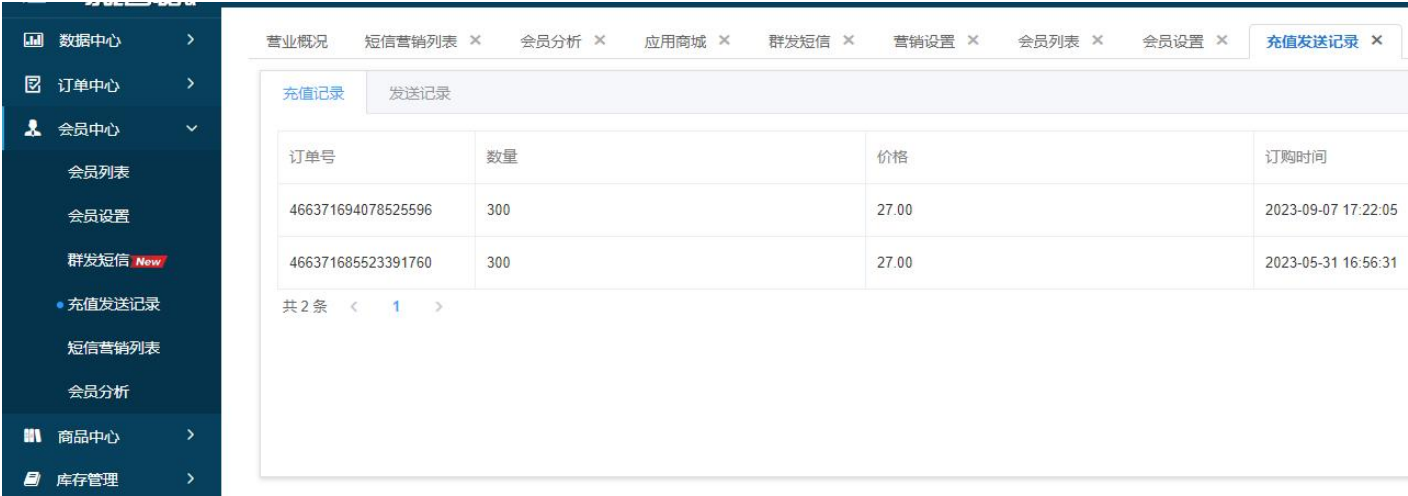 数据中心
订单中心
会员中心
会员列表
会员设置
群发短信 New
充值发送记录
短信营销列表
会员分析
商品中心
库存管理
营业概况 短信营销列表 × 会员分析 × 应用商城 × 群发短信 × 营销设置 × 会员列表 × 会员设置 × 充值发送记录 ×
充值记录 发送记录
订单号 数量 价格 订购时间
466371694078525596 300 27.00 2023-09-07 17:22:05
466371685523391760 300 27.00 2023-05-31 16:56:31
共 2 条 < 1 >